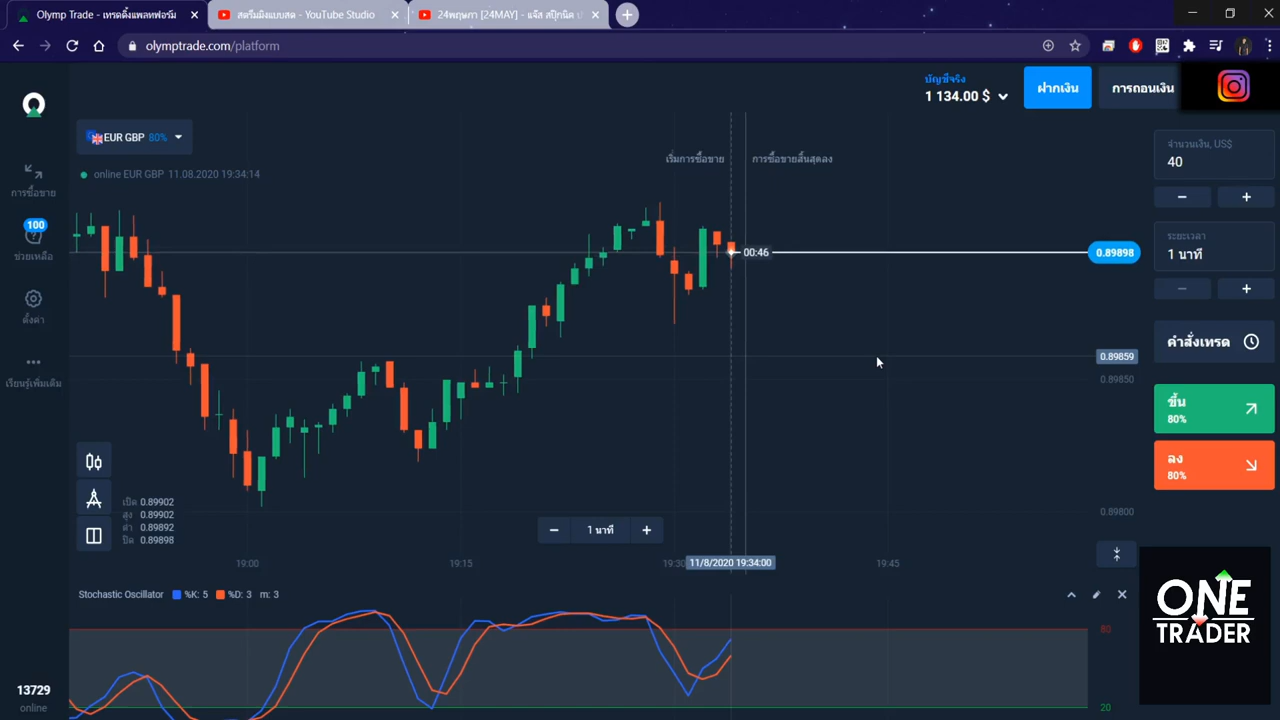 Olymp Trade - เทรดดิ้งแพลทฟอร์ม
สตรีมมิงแบบสด - YouTube Studio
24พฤษภา [24MAY] - แจ๊ส สปุ๊กนิค
olymptrade.com/platform
บัญชีจริง
1 134.00 $
ฝากเงิน
การถอนเงิน
EUR GBP 80%
online EUR GBP 11.08.2020 19:34:14
เริ่มการซื้อขาย
การซื้อขายสิ้นสุดลง
จำนวนเงิน, US$
40
การซื้อขาย
100
ช่วยเหลือ
ตั้งค่า
เรียนรู้เพิ่มเติม
00:46
0.89898
ระยะเวลา
1 นาที
คำสั่งเทรด
0.89859
0.89850
ขึ้น
80%
ลง
80%
เปิด 0.89902
สูง 0.89902
ต่ำ 0.89892
ปิด 0.89898
0.89800
1 นาที
19:00
19:15
19:30
11/8/2020 19:34:00
19:45
Stochastic Oscillator %K: 5 %D: 3 m: 3
80
20
ONE
TRADER
13729
online